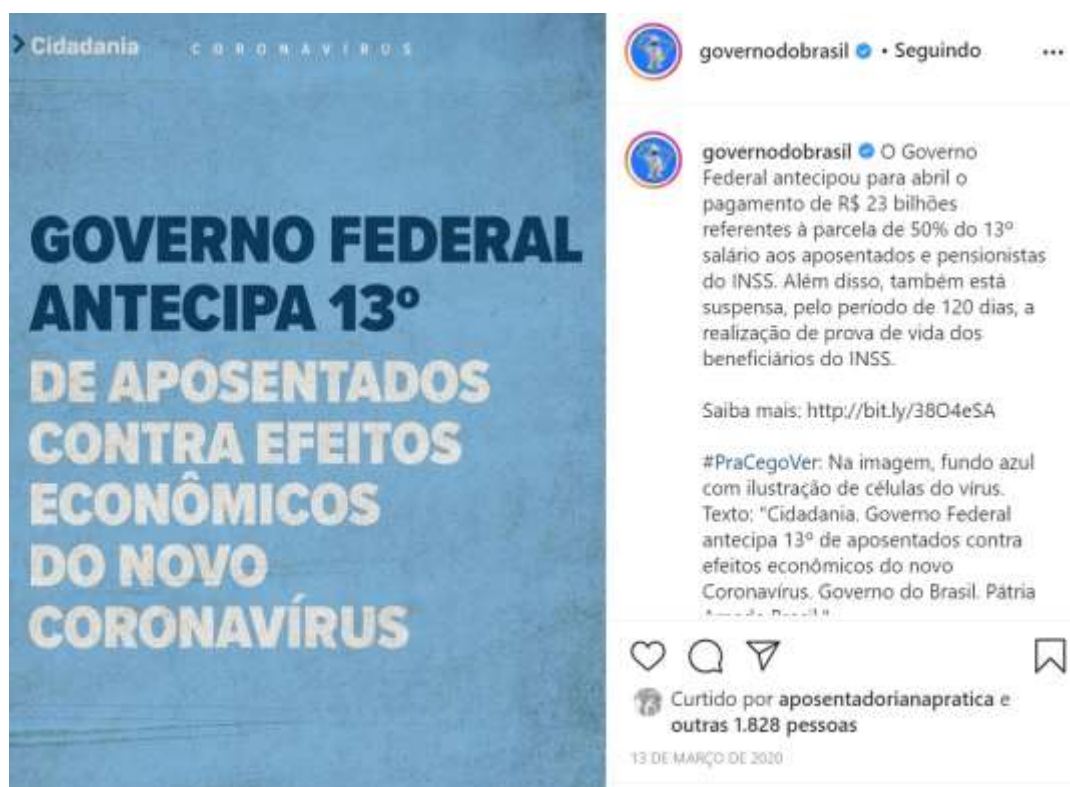 Cidadania CORONAVÍRUS
GOVERNO FEDERAL
ANTECIPA 13º
DE APOSENTADOS
CONTRA EFEITOS
ECONÔMICOS
DO NOVO
CORONAVÍRUS
governodobrasil • Seguindo
governodobrasil O Governo
Federal antecipou para abril o
pagamento de R$ 23 bilhões
referentes à parcela de 50% do 13º
salário aos aposentados e pensionistas
do INSS. Além disso, também está
suspensa, pelo período de 120 dias, a
realização de prova de vida dos
beneficiários do INSS.
Saiba mais: http://bit.ly/38O4eSA
#PraCegoVer: Na imagem, fundo azul
com ilustração de células do vírus.
Texto: "Cidadania. Governo Federal
antecipa 13º de aposentados contra
efeitos econômicos do novo
Coronavírus. Governo do Brasil. Pátria
Curtido por aposentadorianapratica e
outras 1.828 pessoas
13 DE MARÇO DE 2020